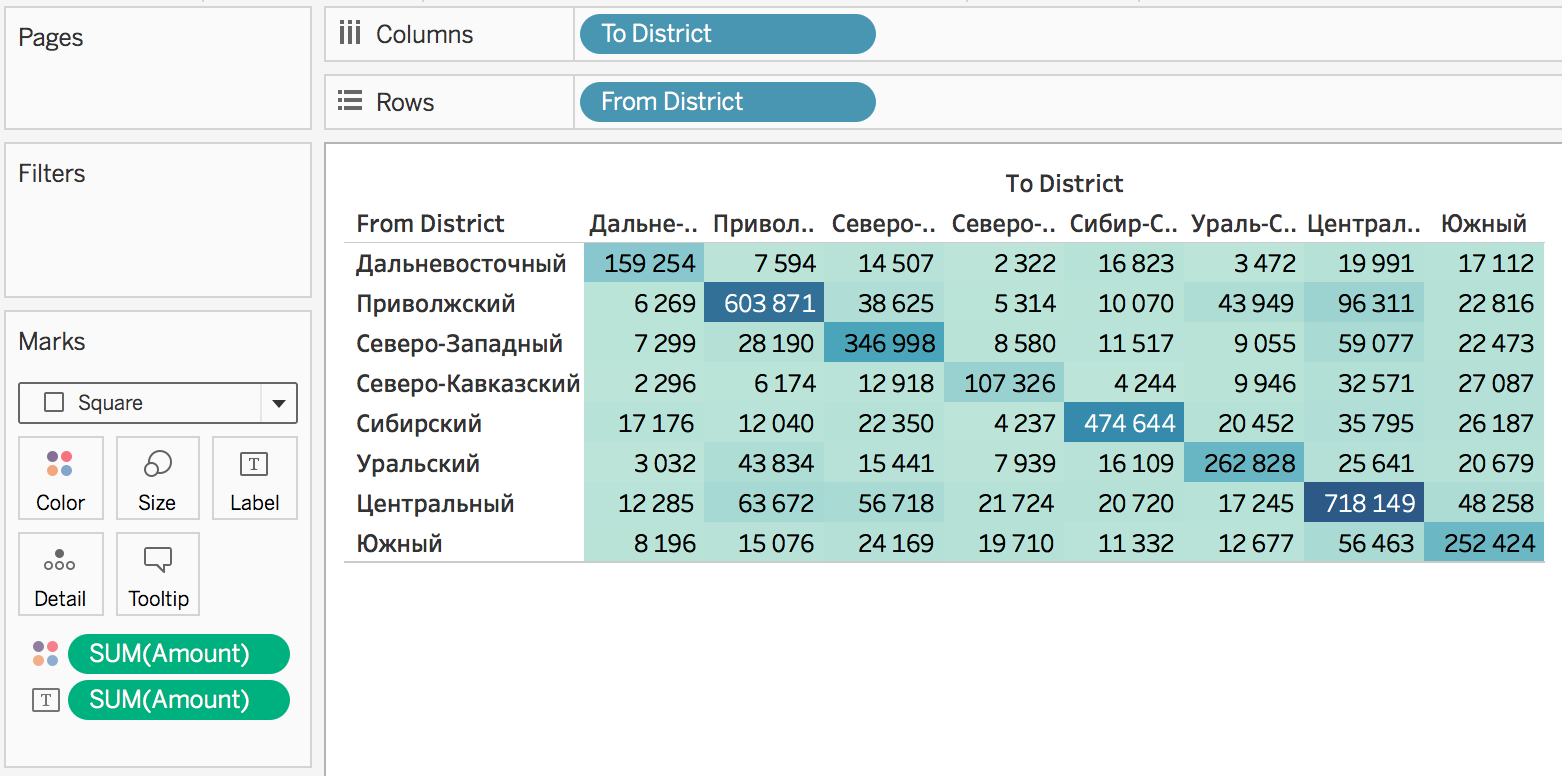 Pages
Columns
To District
Rows
From District
Filters
To District
From District Дальне-.. Привол.. Северо-.. Северо-.. Сибир-С.. Ураль-С.. Централ.. Южный
Дальневосточный 159 254 7 594 14 507 2 322 16 823 3 472 19 991 17 112
Приволжский 6 269 603 871 38 625 5 314 10 070 43 949 96 311 22 816
Северо-Западный 7 299 28 190 346 998 8 580 11 517 9 055 59 077 22 473
Северо-Кавказский 2 296 6 174 12 918 107 326 4 244 9 946 32 571 27 087
Сибирский 17 176 12 040 22 350 4 237 474 644 20 452 35 795 26 187
Уральский 3 032 43 834 15 441 7 939 16 109 262 828 25 641 20 679
Центральный 12 285 63 672 56 718 21 724 20 720 17 245 718 149 48 258
Южный 8 196 15 076 24 169 19 710 11 332 12 677 56 463 252 424
Marks
Square
Color Size T Label
Detail Tooltip
SUM(Amount)
T SUM(Amount)